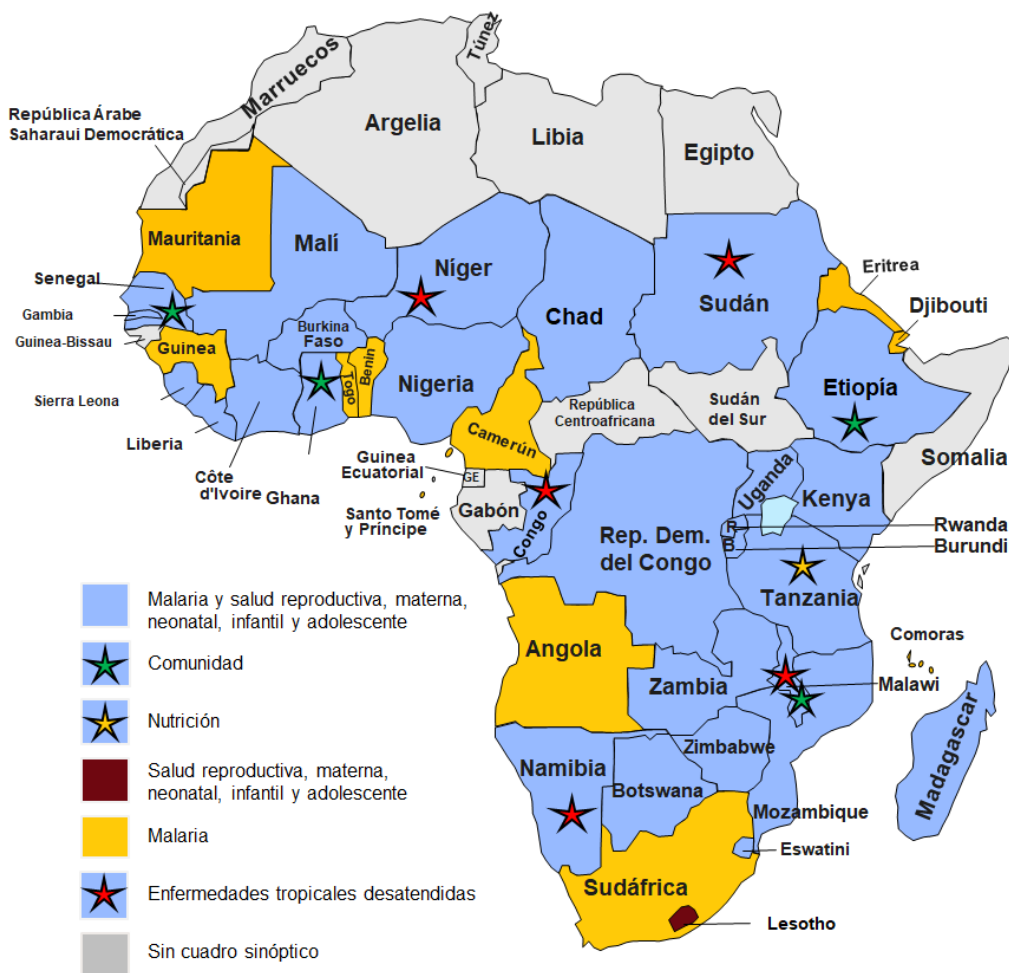 Túnez
Marruecos
República Árabe
Saharaui Democrática
Argelia
Libia
Egipto
Mauritania
Malí
Níger
Chad
Sudán
Eritrea
Djibouti
Senegal
Gambia
Guinea-Bissau
Guinea
Sierra Leona
Liberia
Burkina
Faso
Côte
d'Ivoire
Ghana
Togo
Benin
Nigeria
Camerún
República
Centroafricana
Sudán
del Sur
Etiopía
Somalia
Guinea
Ecuatorial
GE
Santo Tomé
y Príncipe
Gabón
Congo
Rep. Dem.
del Congo
Uganda
Kenya
R
Rwanda
B
Burundi
Tanzania
Angola
Zambia
Comoras
Malawi
Madagascar
Namibia
Zimbabwe
Botswana
Mozambique
Eswatini
Sudáfrica
Lesotho
Malaria y salud reproductiva, materna,
neonatal, infantil y adolescente
Comunidad
Nutrición
Salud reproductiva, materna,
neonatal, infantil y adolescente
Malaria
Enfermedades tropicales desatendidas
Sin cuadro sinóptico